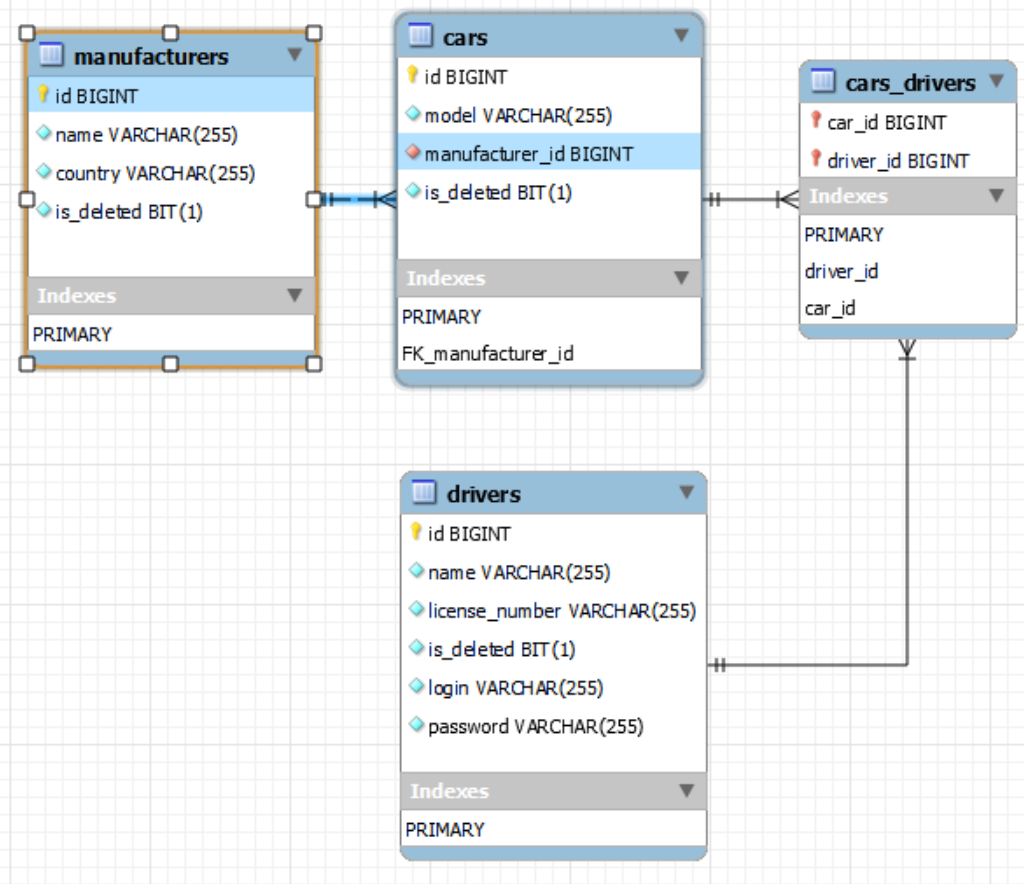 manufacturers
id BIGINT
name VARCHAR(255)
country VARCHAR(255)
is_deleted BIT(1)
Indexes
PRIMARY
cars
id BIGINT
model VARCHAR(255)
manufacturer_id BIGINT
is_deleted BIT(1)
Indexes
PRIMARY
FK_manufacturer_id
cars_drivers
car_id BIGINT
driver_id BIGINT
Indexes
PRIMARY
driver_id
car_id
drivers
id BIGINT
name VARCHAR(255)
license_number VARCHAR(255)
is_deleted BIT(1)
login VARCHAR(255)
password VARCHAR(255)
Indexes
PRIMARY